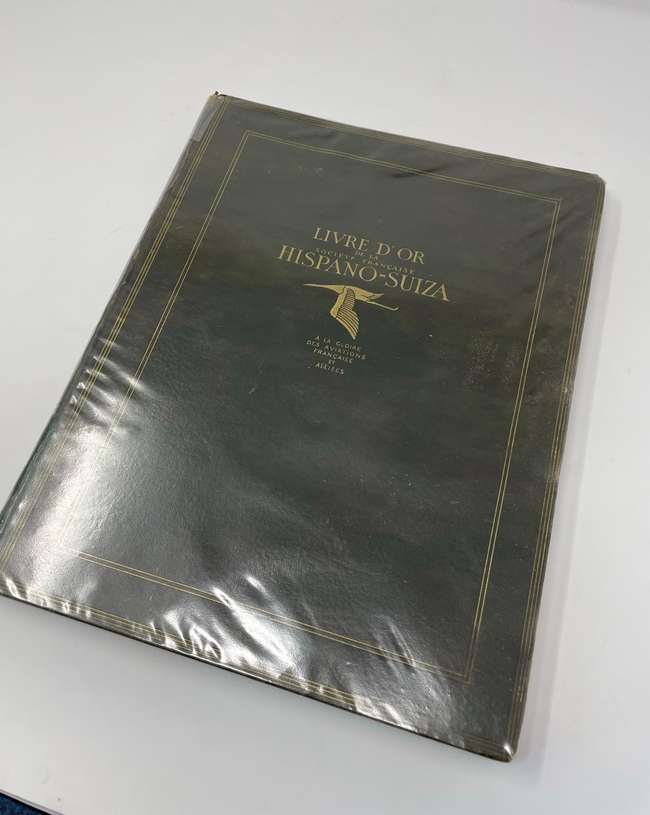 LIVRE D'OR
DE LA
SOCIÉTÉ FRANÇAISE
HISPANO-SUIZA
A LA GLOIRE
DES AVIATIONS
FRANÇAISE
ET
ALLIÉES